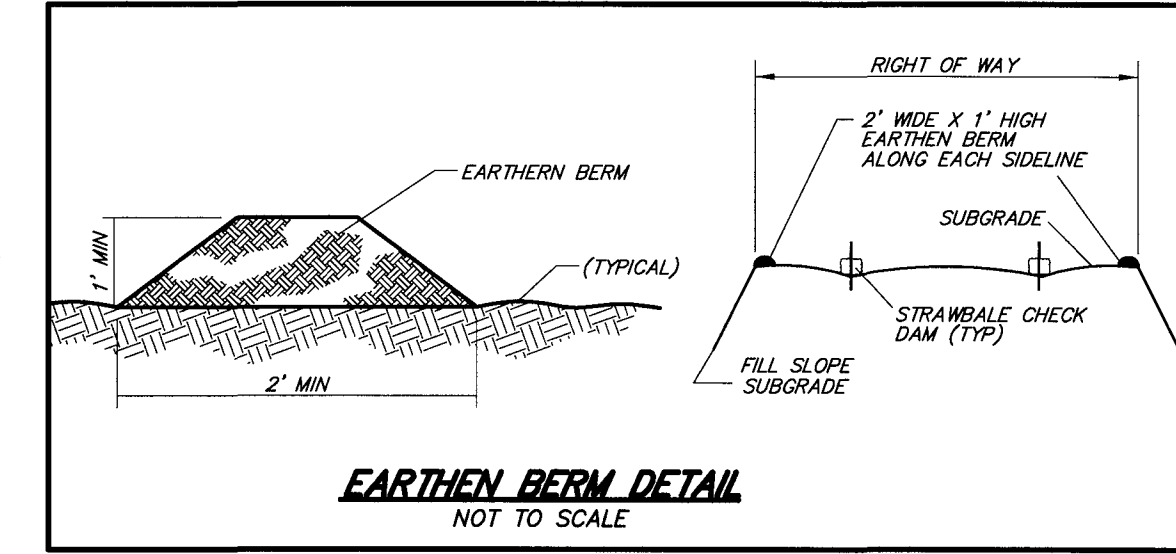 EARTHERN BERM
1' MIN
(TYPICAL)
2' MIN
RIGHT OF WAY
2' WIDE X 1' HIGH
EARTHEN BERM
ALONG EACH SIDELINE
SUBGRADE
STRAWBALE CHECK
DAM (TYP)
FILL SLOPE
SUBGRADE
EARTHEN BERM DETAIL
NOT TO SCALE